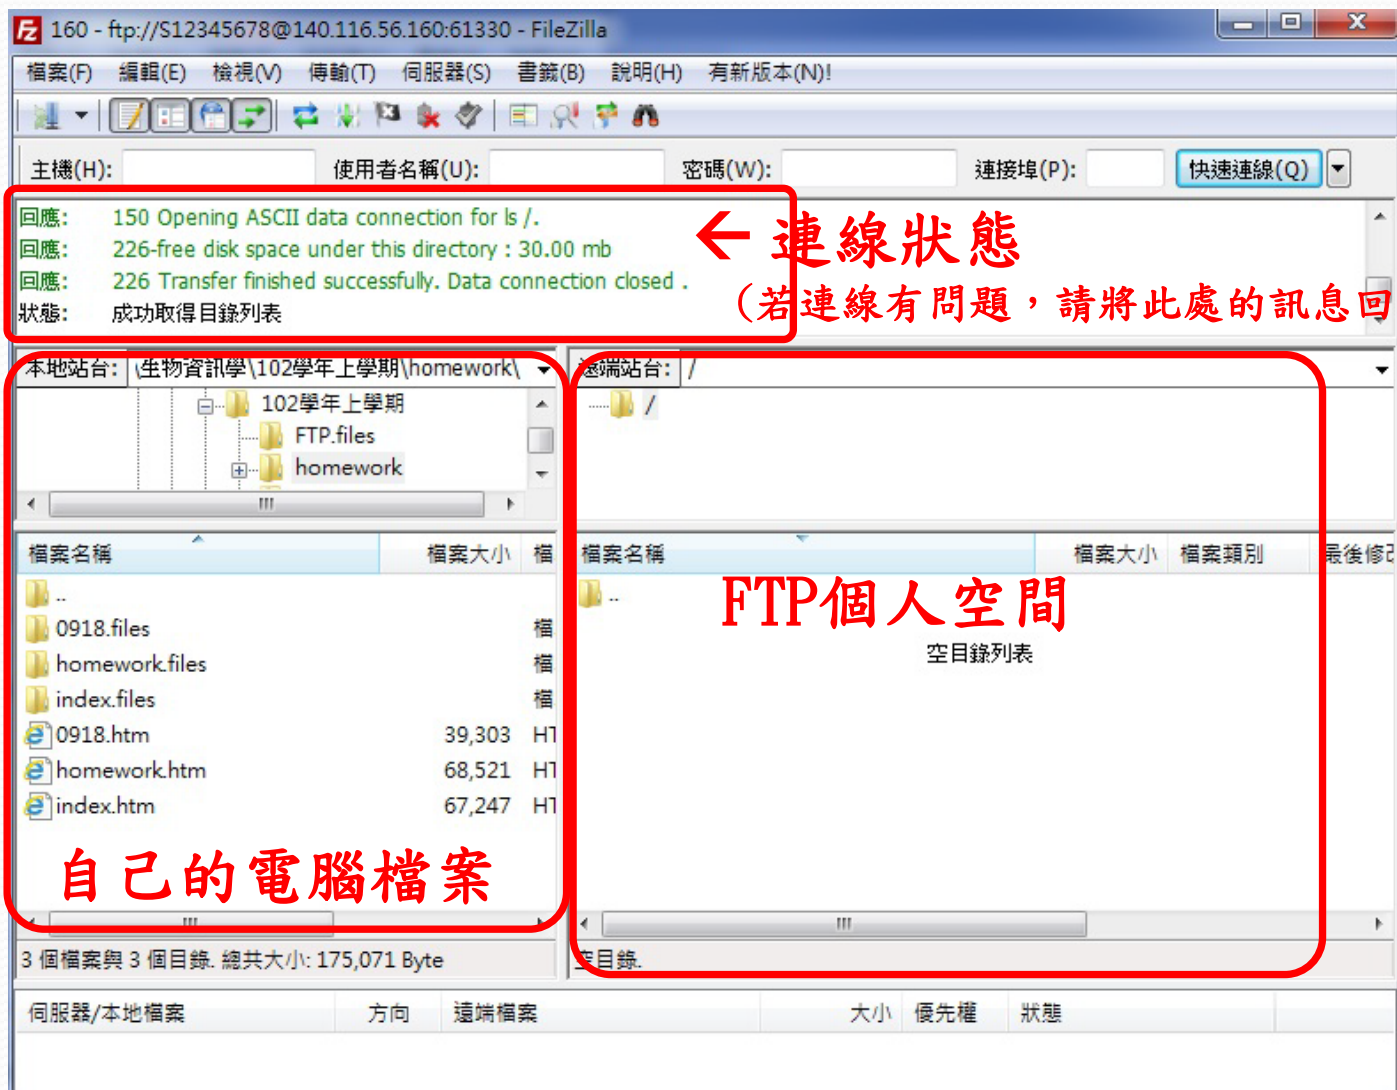 160 - ftp://S12345678@140.116.56.160:61330 - FileZilla
檔案(F) 編輯(E) 檢視(V) 傳輸(T) 伺服器(S) 書籤(B) 說明(H) 有新版本(N)!
主機(H): 使用者名稱(U): 密碼(W): 連接埠(P): 快速連線(Q)
回應: 150 Opening ASCII data connection for ls /.
回應: 226-free disk space under this directory : 30.00 mb
回應: 226 Transfer finished successfully. Data connection closed .
狀態: 成功取得目錄列表
←連線狀態
(若連線有問題，請將此處的訊息回
本地站台: \生物資訊學\102學年上學期\homework\
102學年上學期
FTP.files
homework
檔案名稱 檔案大小 檔
..
0918.files 檔
homework.files 檔
index.files 檔
0918.htm 39,303 HT
homework.htm 68,521 HT
index.htm 67,247 HT
自己的電腦檔案
3 個檔案與 3 個目錄. 總共大小: 175,071 Byte
遠端站台: /
/
檔案名稱 檔案大小 檔案類別 最後修改
..
FTP個人空間
空目錄列表
空目錄.
伺服器/本地檔案 方向 遠端檔案 大小 優先權 狀態